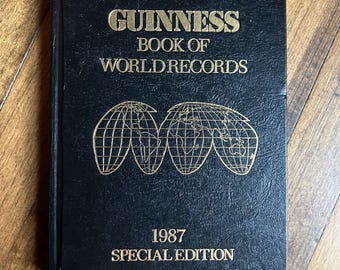 GUINNESS
BOOK OF
WORLD RECORDS
1987
SPECIAL EDITION